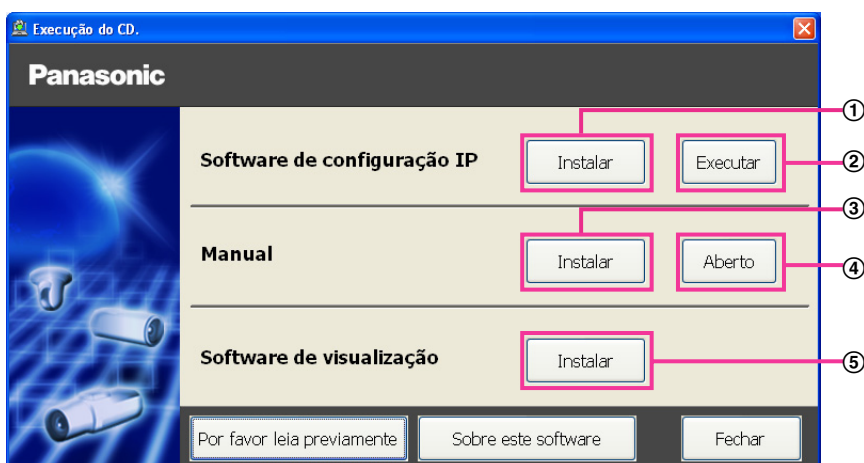 Execução do CD.
Panasonic
①
Software de configuração IP
Instalar
Executar
②
③
Manual
Instalar
Aberto
④
Software de visualização
Instalar
⑤
Por favor leia previamente
Sobre este software
Fechar